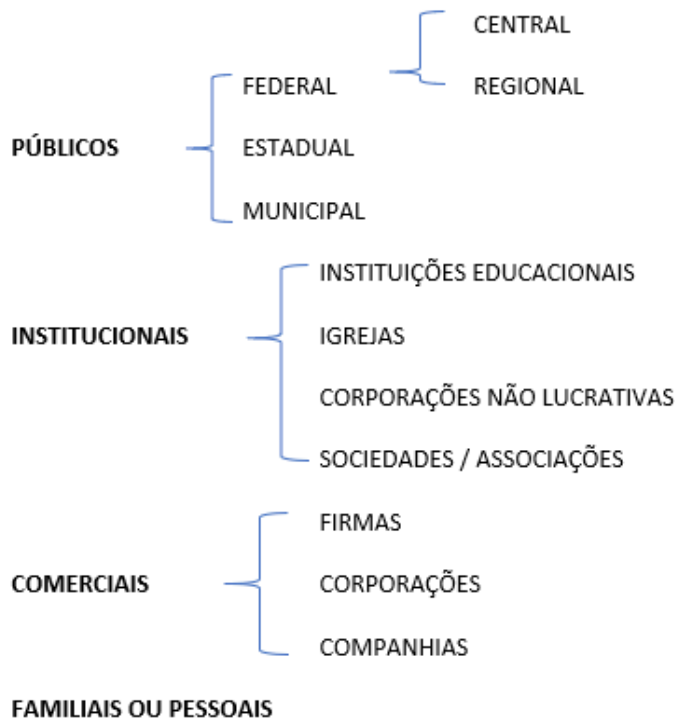 CENTRAL
FEDERAL
REGIONAL
PÚBLICOS
ESTADUAL
MUNICIPAL
INSTITUIÇÕES EDUCACIONAIS
INSTITUCIONAIS
IGREJAS
CORPORAÇÕES NÃO LUCRATIVAS
SOCIEDADES / ASSOCIAÇÕES
FIRMAS
COMERCIAIS
CORPORAÇÕES
COMPANHIAS
FAMILIAIS OU PESSOAIS